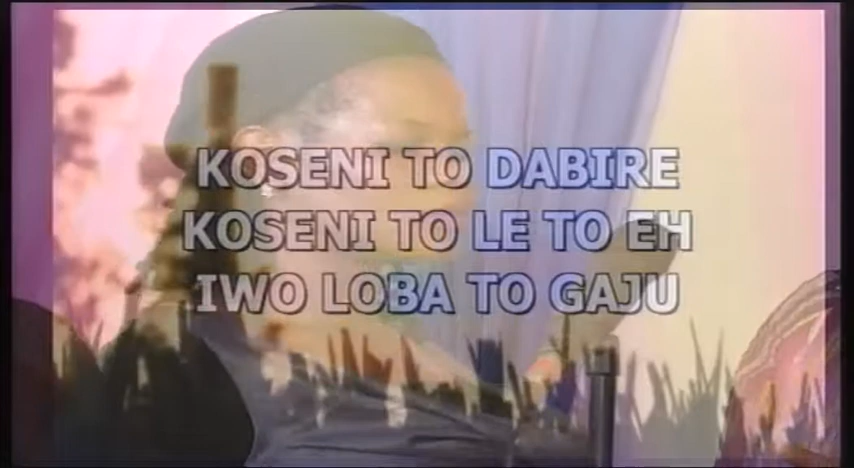 KOSENI TO DABIRE
KOSENI TO LE TO EH
IWO LOBA TO GAJU